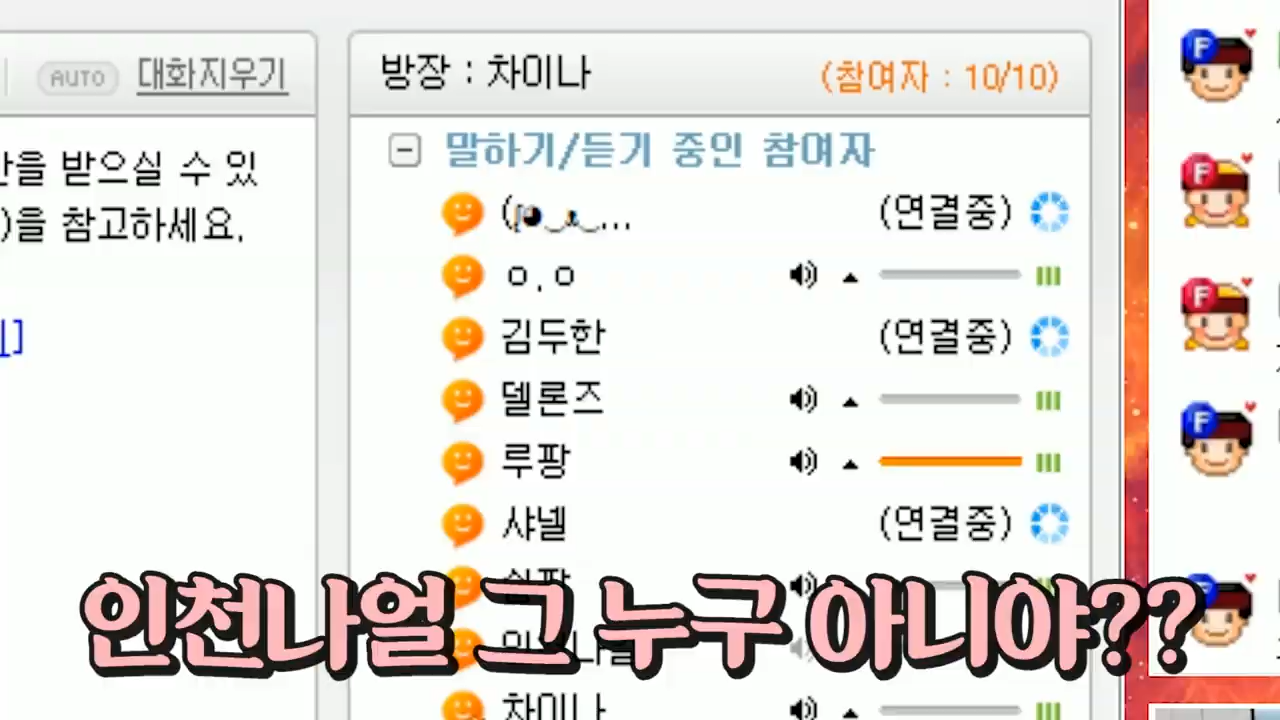 AUTO 대화지우기
방장 : 차이나 (참여자 : 10/10)
말하기/듣기 중인 참여자
을 받으실 수 있
)을 참고하세요.
(연결중)
ㅇ.ㅇ
김두한 (연결중)
델론즈
루팡
샤넬 (연결중)
인천나얼 그 누구 아니야??
차이나
F
F
F
F